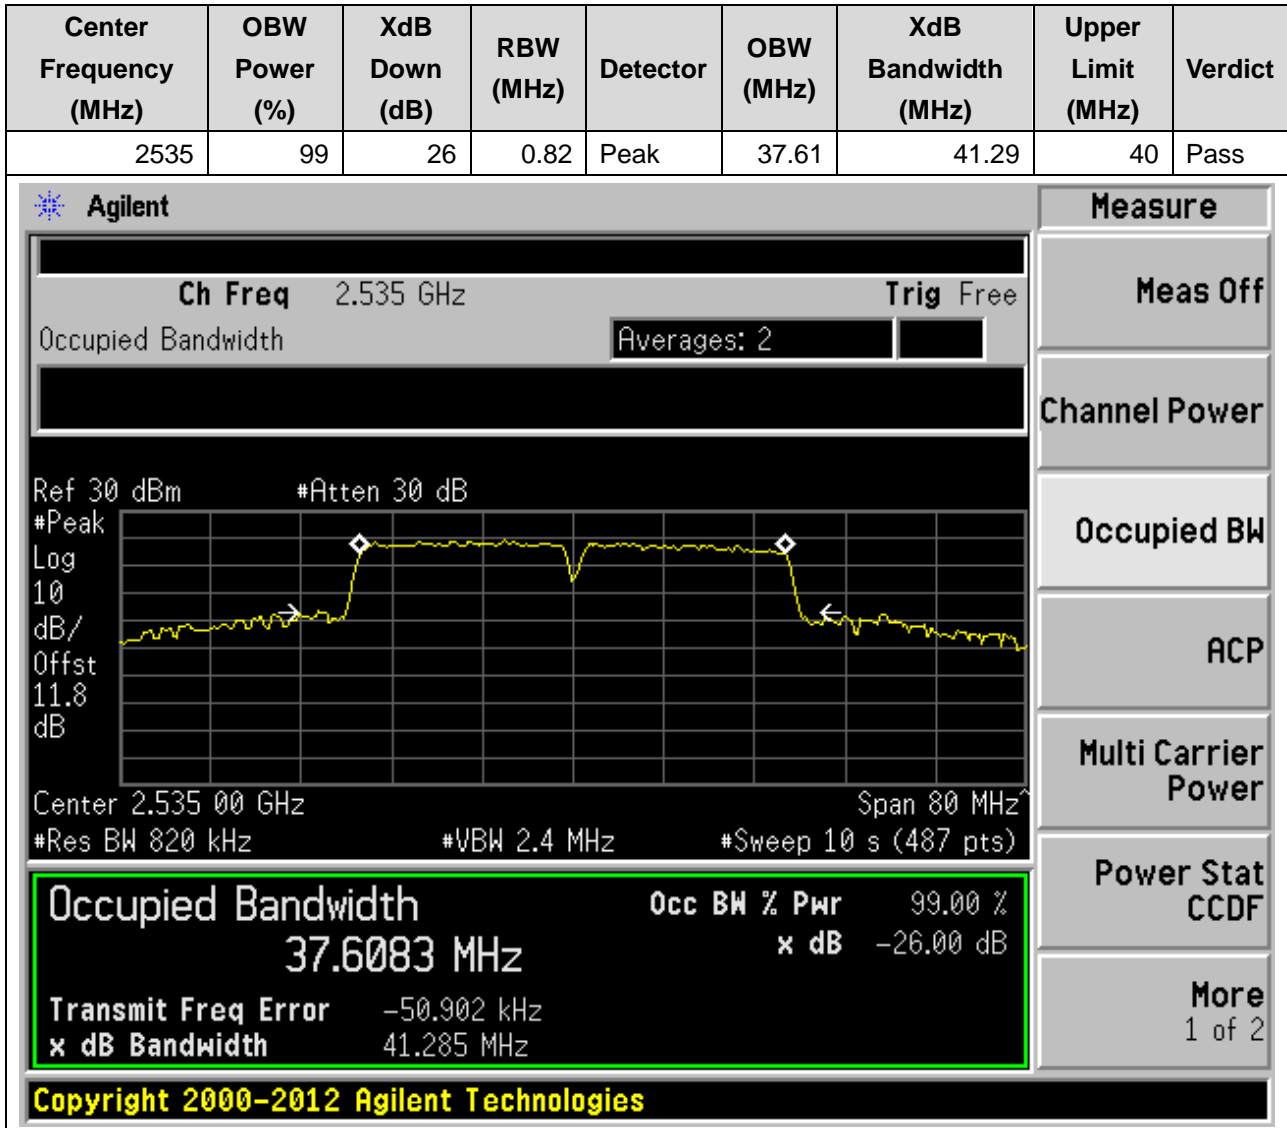 Center Frequency (MHz) OBW Power (%) XdB Down (dB) RBW (MHz) Detector OBW (MHz) XdB Bandwidth (MHz) Upper Limit (MHz) Verdict
2535 99 26 0.82 Peak 37.61 41.29 40 Pass
Agilent
Measure
Ch Freq 2.535 GHz Trig Free
Occupied Bandwidth Averages: 2
Ref 30 dBm #Atten 30 dB
#Peak
Log
10
dB/
Offst
11.8
dB
Center 2.535 00 GHz Span 80 MHz^
#Res BW 820 kHz #VBW 2.4 MHz #Sweep 10 s (487 pts)
Occupied Bandwidth Occ BW % Pwr 99.00 %
37.6083 MHz x dB -26.00 dB
Transmit Freq Error -50.902 kHz
x dB Bandwidth 41.285 MHz
Meas Off
Channel Power
Occupied BW
ACP
Multi Carrier
Power
Power Stat
CCDF
More
1 of 2
Copyright 2000-2012 Agilent Technologies